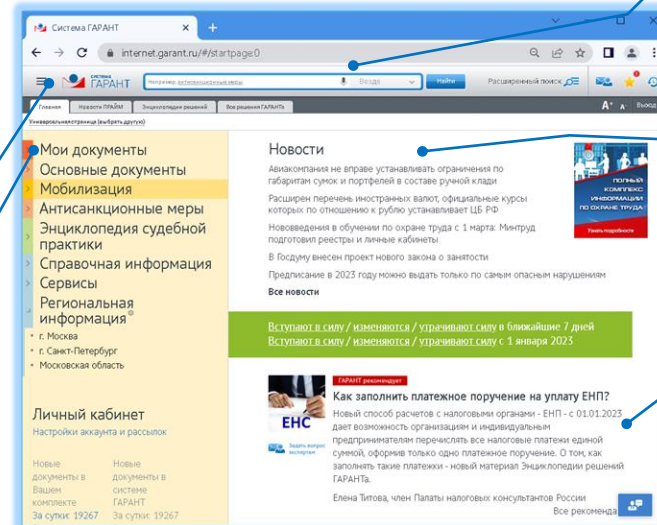 Система ГАРАНТ
internet.garant.ru/#/startpage:0
система
ГАРАНТ
Например, антисанкционные меры
Везде
Найти
Расширенный поиск
Главная
Новости ПРАЙМ
Энциклопедия решений
Все решения ГАРАНТа
A+ A- Выход
Универсальная страница (выбрать другую)
Мои документы
Основные документы
Мобилизация
Антисанкционные меры
Энциклопедия судебной
практики
Справочная информация
Сервисы
Региональная
информация
г. Москва
г. Санкт-Петербург
Московская область
Личный кабинет
Настройки аккаунта и рассылок
Новые
документы в
Вашем
комплекте
За сутки: 19267
Новые
документы в
системе
ГАРАНТ
За сутки: 19267
Новости
Авиакомпания не вправе устанавливать ограничения по
габаритам сумок и портфелей в составе ручной клади
Расширен перечень иностранных валют, официальные курсы
которых по отношению к рублю устанавливает ЦБ РФ
Нововведения в обучении по охране труда с 1 марта: Минтруд
подготовил реестры и личные кабинеты
В Госдуму внесен проект нового закона о занятости
Предписание в 2023 году можно выдать только по самым опасным нарушениям
Все новости
ПОЛНЫЙ
КОМПЛЕКС
ИНФОРМАЦИИ
ПО ОХРАНЕ ТРУДА
Узнать подробности
Вступают в силу / изменяются / утрачивают силу в ближайшие 7 дней
Вступают в силу / изменяются / утрачивают силу с 1 января 2023
ЕНС
Задать вопрос
экспертам
ГАРАНТ рекомендует
Как заполнить платежное поручение на уплату ЕНП?
Новый способ расчетов с налоговыми органами - ЕНП - с 01.01.2023
дает возможность организациям и индивидуальным
предпринимателям перечислять все налоговые платежи единой
суммой, оформив только одно платежное поручение. О том, как
заполнять такие платежки - новый материал Энциклопедии решений
ГАРАНТа.
Елена Титова, член Палаты налоговых консультантов России
Все рекоменда